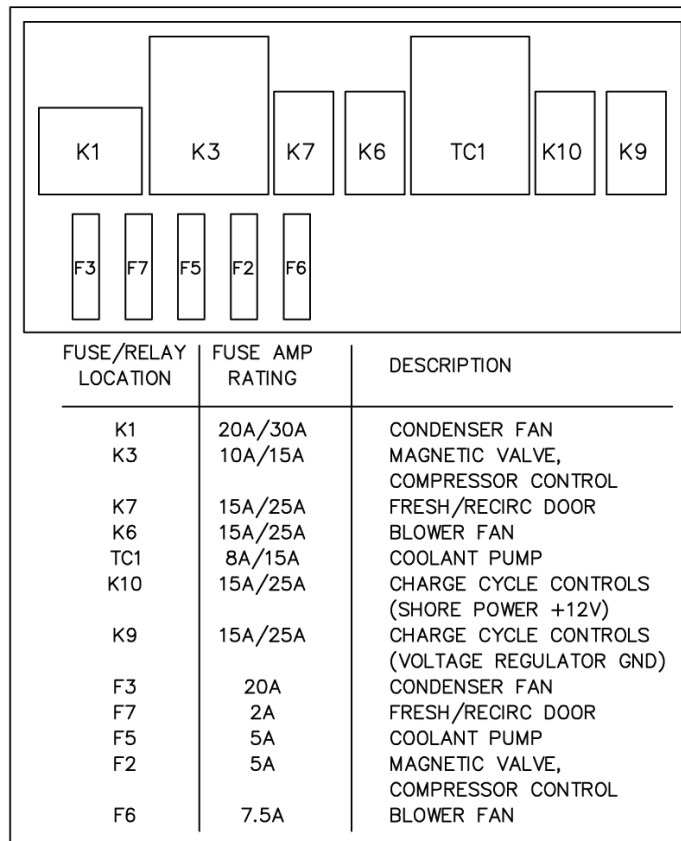 K1 K3 K7 K6 TC1 K10 K9
F3 F7 F5 F2 F6
FUSE/RELAY LOCATION FUSE AMP RATING DESCRIPTION
K1 20A/30A CONDENSER FAN
K3 10A/15A MAGNETIC VALVE,
COMPRESSOR CONTROL
K7 15A/25A FRESH/RECIRC DOOR
K6 15A/25A BLOWER FAN
TC1 8A/15A COOLANT PUMP
K10 15A/25A CHARGE CYCLE CONTROLS
(SHORE POWER +12V)
K9 15A/25A CHARGE CYCLE CONTROLS
(VOLTAGE REGULATOR GND)
F3 20A CONDENSER FAN
F7 2A FRESH/RECIRC DOOR
F5 5A COOLANT PUMP
F2 5A MAGNETIC VALVE,
COMPRESSOR CONTROL
F6 7.5A BLOWER FAN